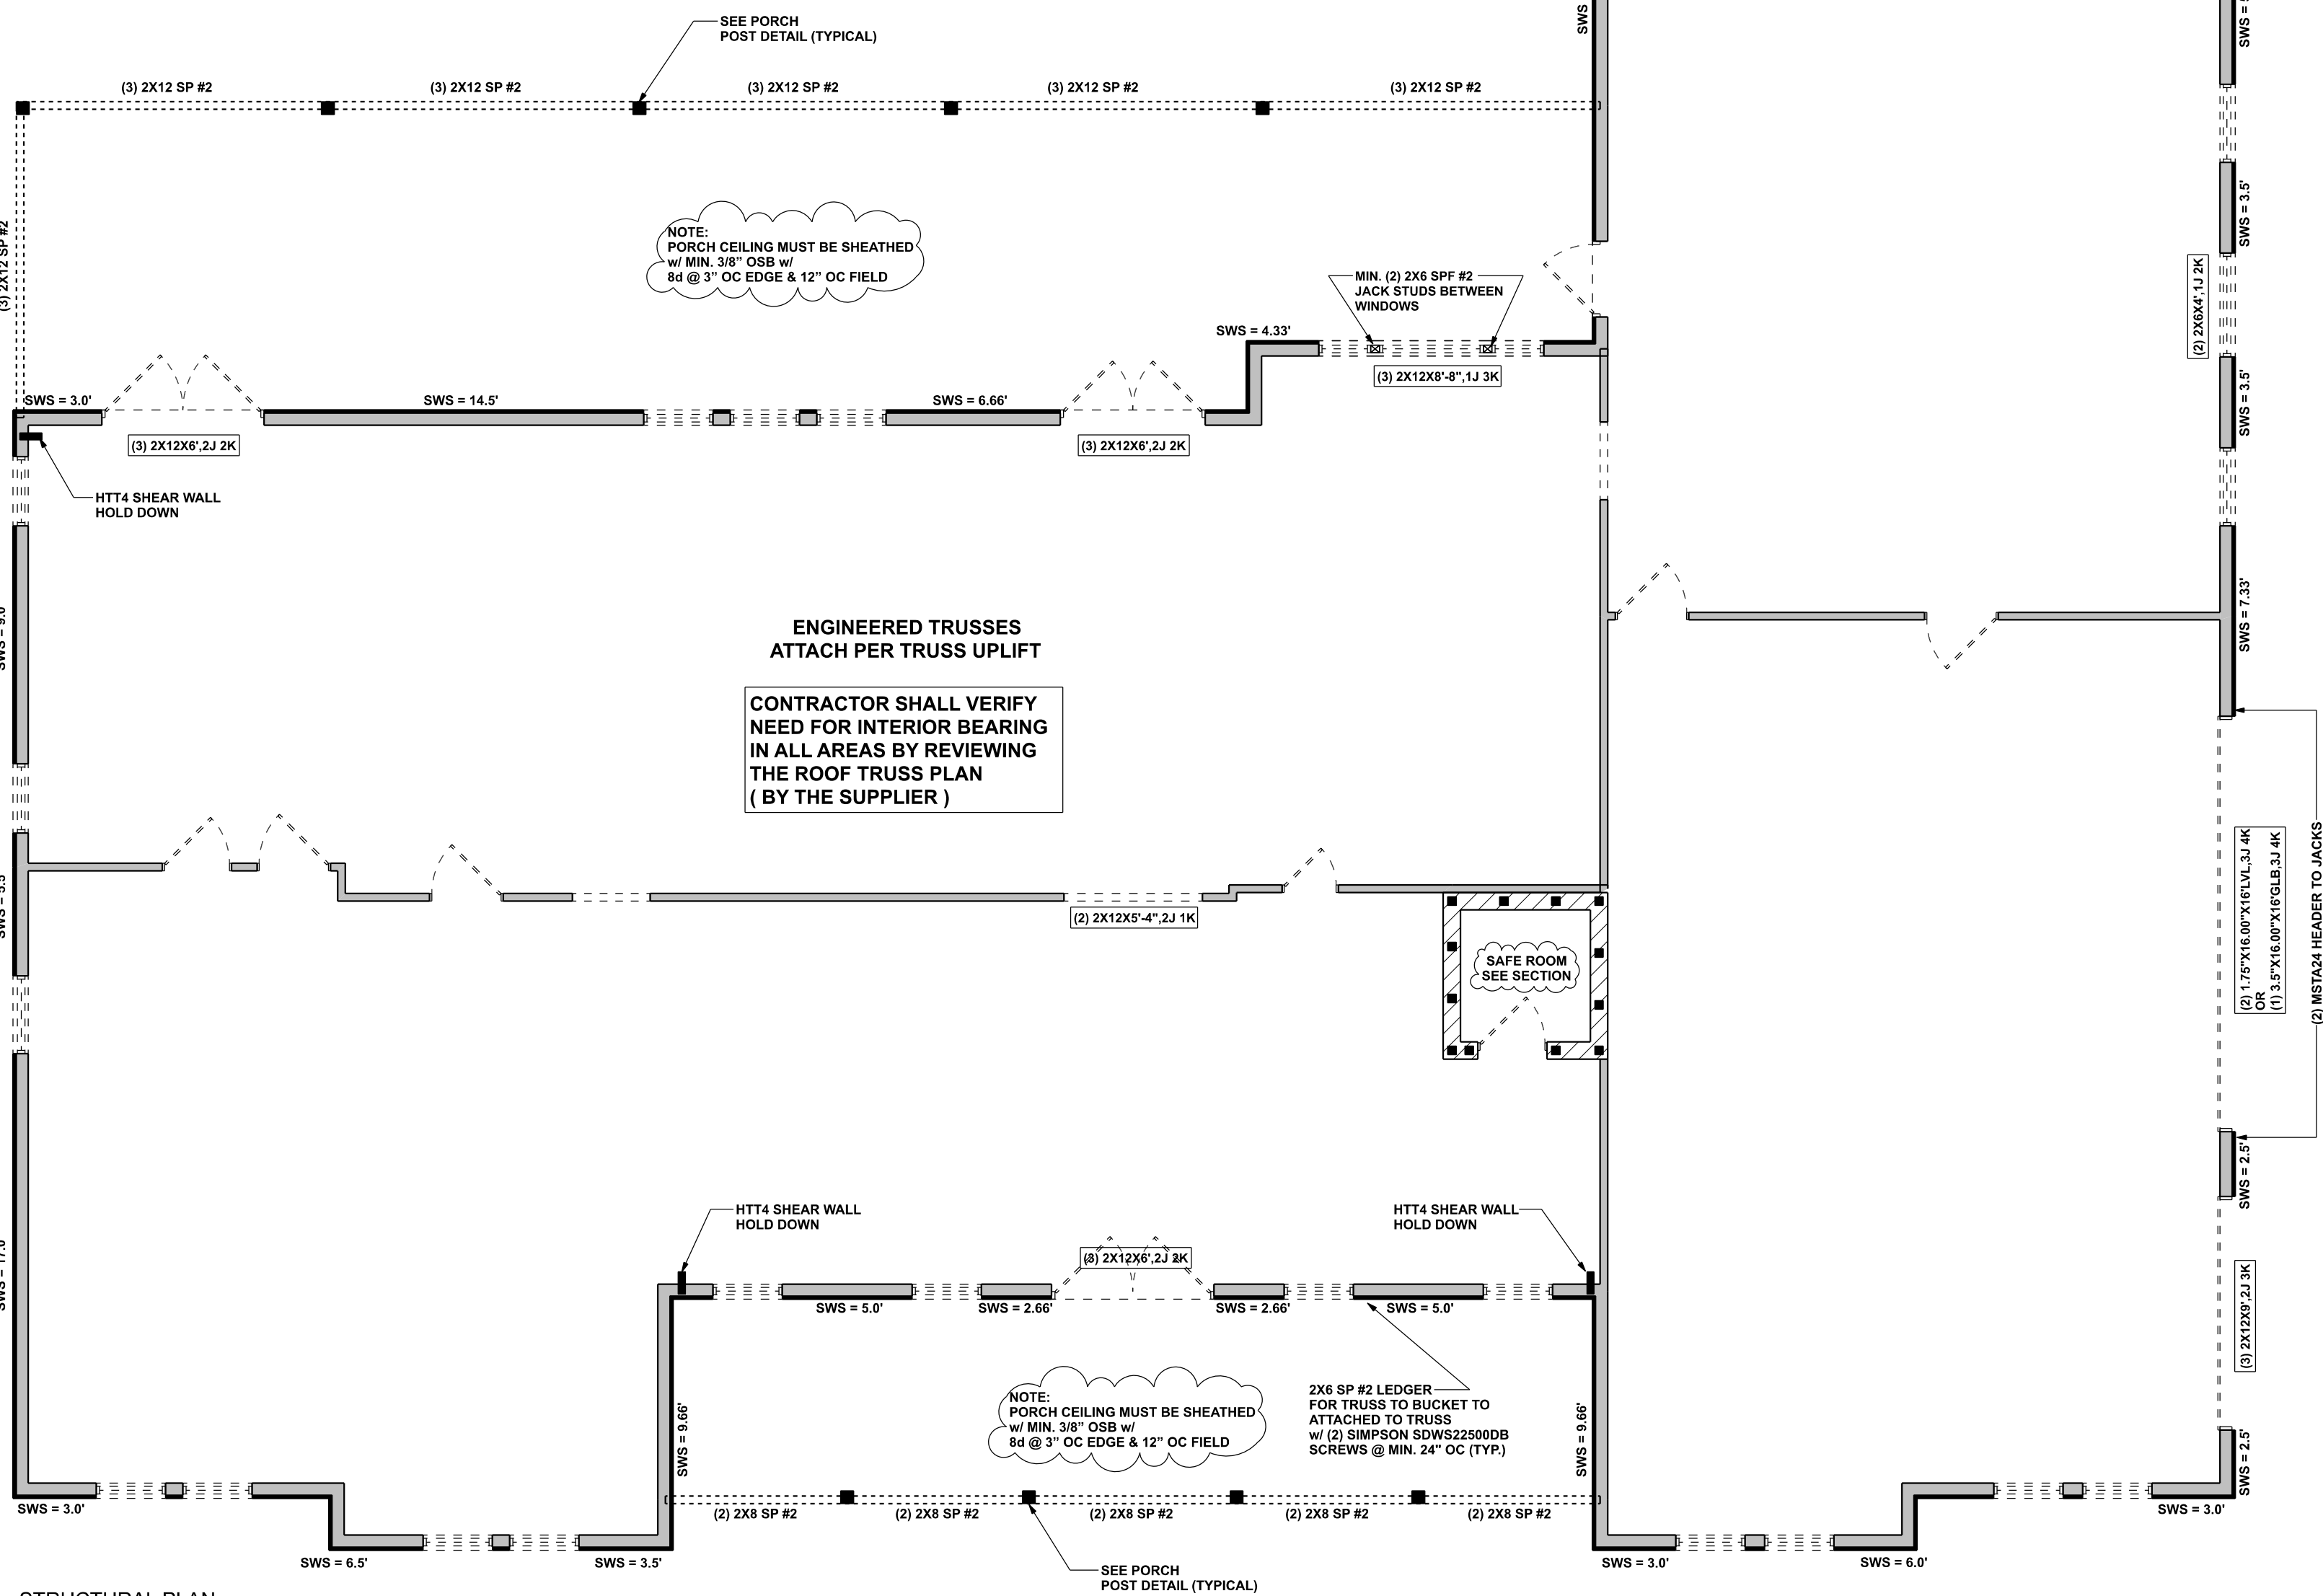 SWS
SWS =
SEE PORCH
POST DETAIL (TYPICAL)
(3) 2X12 SP #2
(3) 2X12 SP #2
(3) 2X12 SP #2
(3) 2X12 SP #2
(3) 2X12 SP #2
(3) 2X12 SP #2
NOTE:
PORCH CEILING MUST BE SHEATHED
w/ MIN. 3/8” OSB w/
8d @ 3” OC EDGE & 12” OC FIELD
MIN. (2) 2X6 SPF #2
JACK STUDS BETWEEN
WINDOWS
SWS = 3.5'
(2) 2X6X4',1J 2K
SWS = 4.33'
(3) 2X12X8'-8",1J 3K
SWS = 3.5'
SWS = 3.0'
SWS = 14.5'
SWS = 6.66'
(3) 2X12X6',2J 2K
(3) 2X12X6',2J 2K
HTT4 SHEAR WALL
HOLD DOWN
SWS = 9.0'
ENGINEERED TRUSSES
ATTACH PER TRUSS UPLIFT
SWS = 7.33'
CONTRACTOR SHALL VERIFY
NEED FOR INTERIOR BEARING
IN ALL AREAS BY REVIEWING
THE ROOF TRUSS PLAN
( BY THE SUPPLIER )
SWS = 5.5'
(2) 2X12X5'-4",2J 1K
SAFE ROOM
SEE SECTION
(2) 1.75"X16.00"X16'LVL,3J 4K
OR
(1) 3.5"X16.00"X16'GLB,3J 4K
(2) MSTA24 HEADER TO JACKS
SWS = 2.5'
HTT4 SHEAR WALL
HOLD DOWN
HTT4 SHEAR WALL
HOLD DOWN
(3) 2X12X6',2J 2K
SWS = 17.0'
SWS = 5.0'
SWS = 2.66'
SWS = 2.66'
SWS = 5.0'
(3) 2X12X9',2J 3K
SWS = 9.66'
NOTE:
PORCH CEILING MUST BE SHEATHED
w/ MIN. 3/8” OSB w/
8d @ 3” OC EDGE & 12” OC FIELD
2X6 SP #2 LEDGER
FOR TRUSS TO BUCKET TO
ATTACHED TO TRUSS
w/ (2) SIMPSON SDWS22500DB
SCREWS @ MIN. 24" OC (TYP.)
SWS = 9.66'
SWS = 2.5'
SWS = 3.0'
(2) 2X8 SP #2
(2) 2X8 SP #2
(2) 2X8 SP #2
(2) 2X8 SP #2
(2) 2X8 SP #2
SWS = 3.0'
SWS = 6.5'
SWS = 3.5'
SWS = 3.0'
SWS = 6.0'
SEE PORCH
POST DETAIL (TYPICAL)
STRUCTURAL PLAN